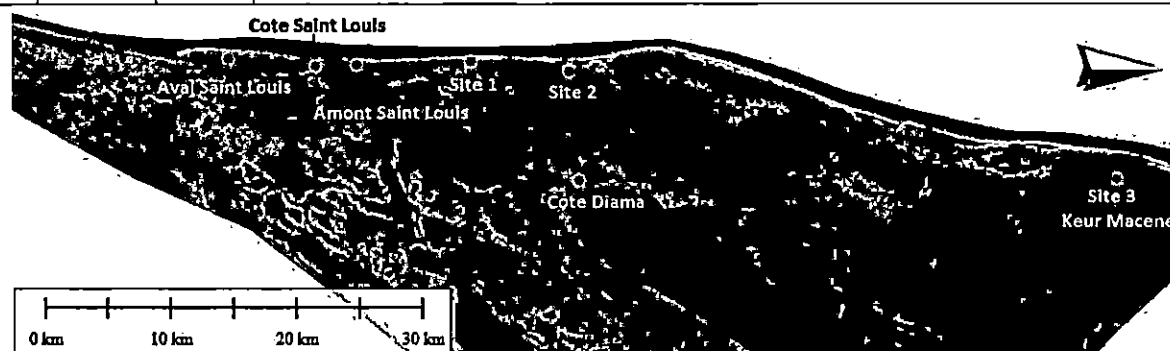 Cote Saint Louis
Aval Saint Louis
Amont Saint Louis
Site 1
Site 2
Cote Diama
Site 3
Keur Macene
0 km
10 km
20 km
30 km